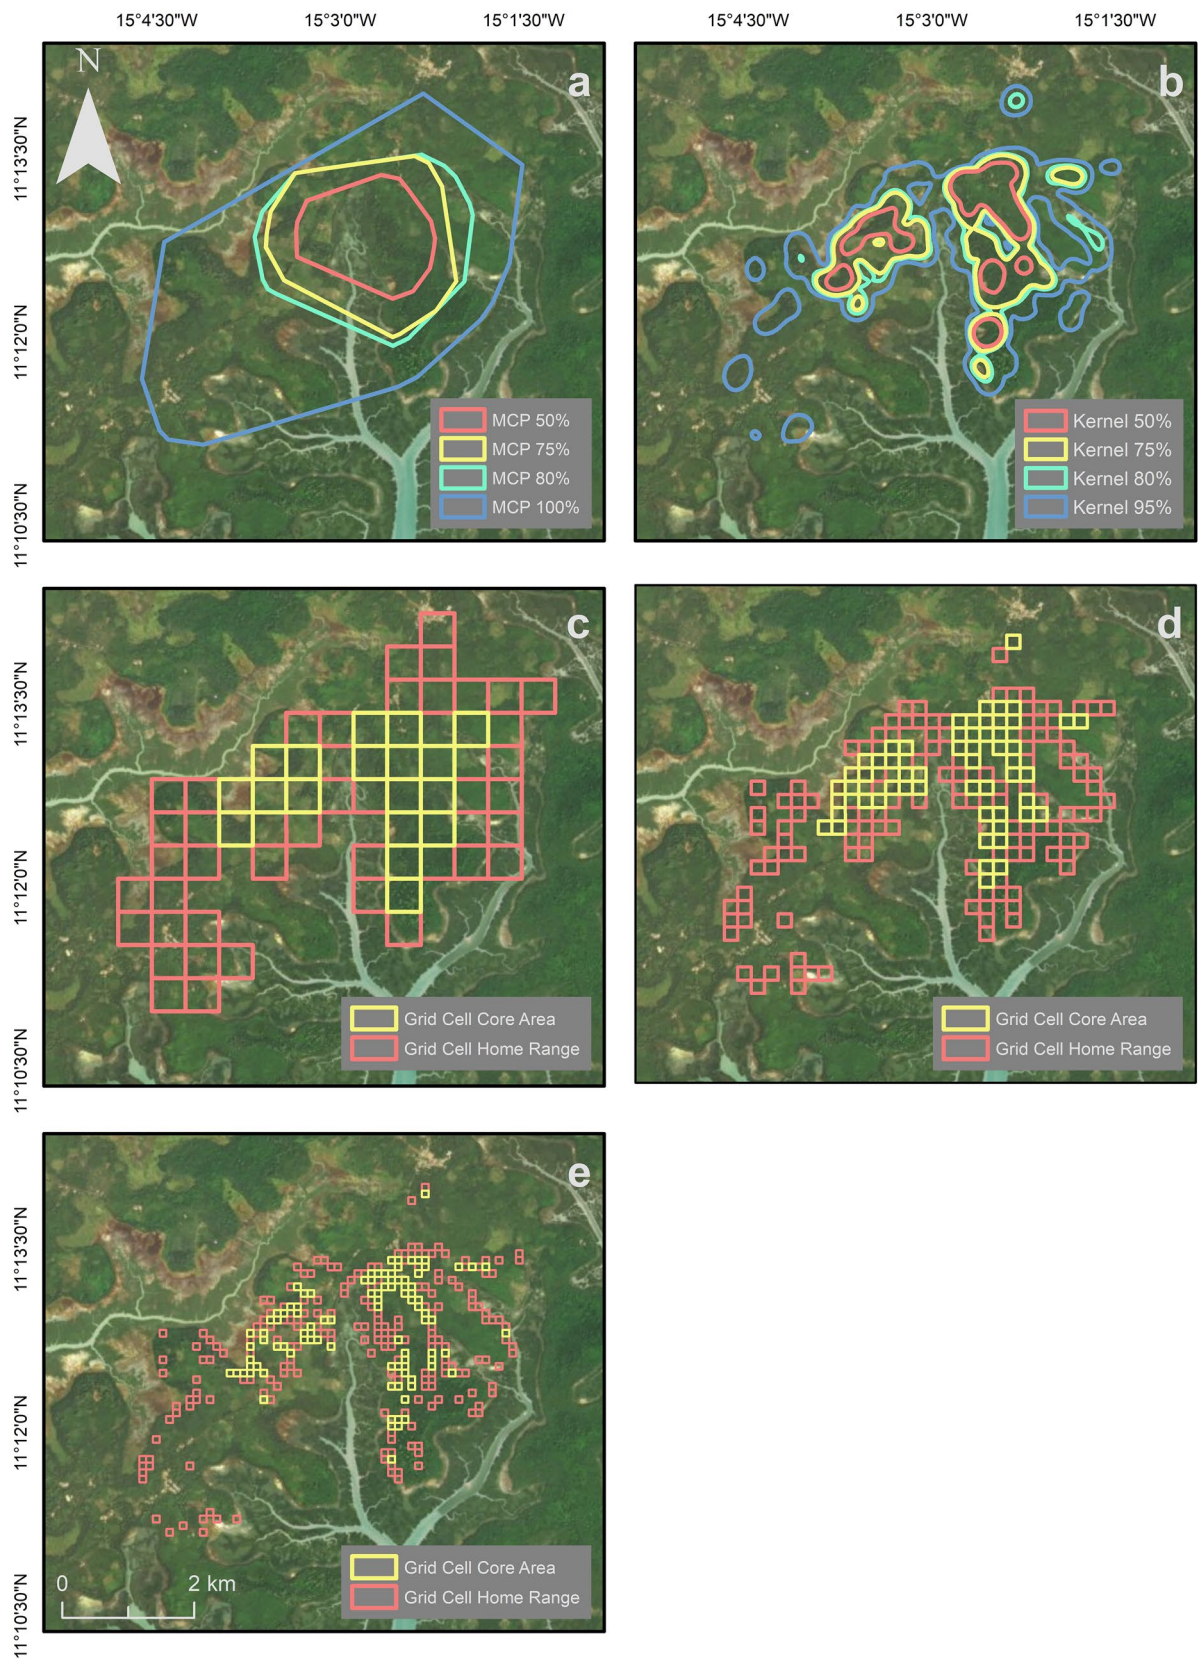 15°4'30"W 15°3'0"W 15°1'30"W 15°4'30"W 15°3'0"W 15°1'30"W
N
a
11°13'30"N
11°12'0"N
11°10'30"N
MCP 50%
MCP 75%
MCP 80%
MCP 100%
b
Kernel 50%
Kernel 75%
Kernel 80%
Kernel 95%
c
11°13'30"N
11°12'0"N
11°10'30"N
Grid Cell Core Area
Grid Cell Home Range
d
Grid Cell Core Area
Grid Cell Home Range
e
11°13'30"N
11°12'0"N
11°10'30"N
0 2 km
Grid Cell Core Area
Grid Cell Home Range